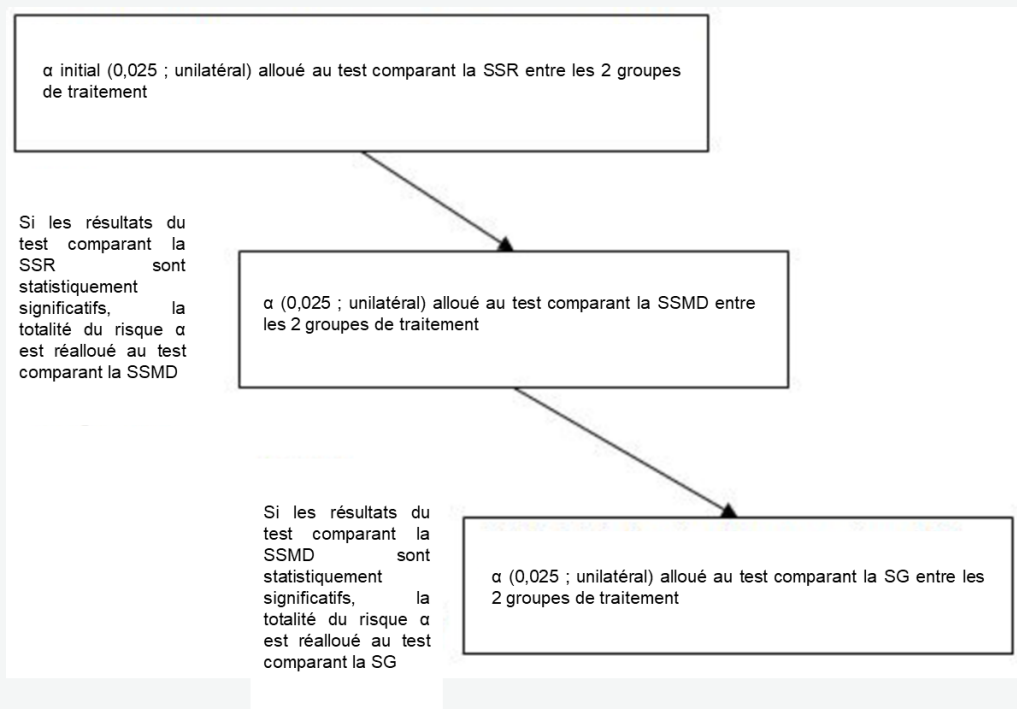 α initial (0,025 ; unilatéral) alloué au test comparant la SSR entre les 2 groupes
de traitement
Si les résultats du
test comparant la
SSR sont
statistiquement
significatifs, la
totalité du risque α
est réalloué au test
comparant la SSMD
α (0,025 ; unilatéral) alloué au test comparant la SSMD entre
les 2 groupes de traitement
Si les résultats du
test comparant la
SSMD sont
statistiquement
significatifs, la
totalité du risque α
est réalloué au test
comparant la SG
α (0,025 ; unilatéral) alloué au test comparant la SG entre les
2 groupes de traitement